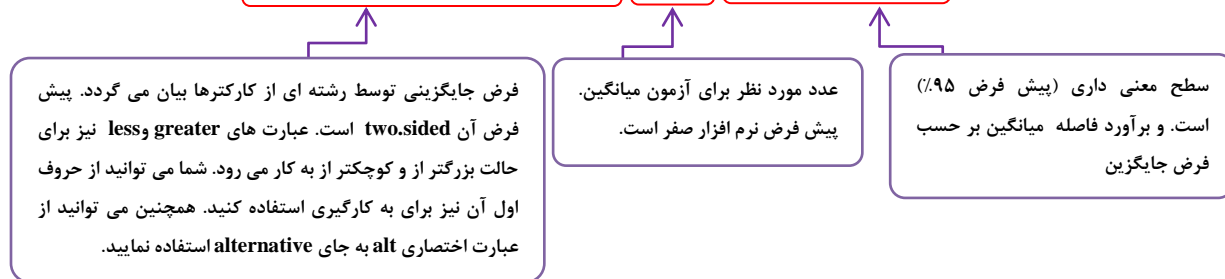 سطح معنی داری (پیش فرض ۹۵٪)
است. و برآورد فاصله میانگین بر حسب
فرض جایگزین
عدد مورد نظر برای آزمون میانگین.
پیش فرض نرم افزار صفر است.
فرض جایگزینی توسط رشته ای از کارکترها بیان می گردد. پیش
فرض آن two.sided است. عبارت های greater وless نیز برای
حالت بزرگتر از و کوچکتر از به کار می رود. شما می توانید از حروف
اول آن نیز برای به کارگیری استفاده کنید. همچنین می توانید از
عبارت اختصاری alt به جای alternative استفاده نمایید.